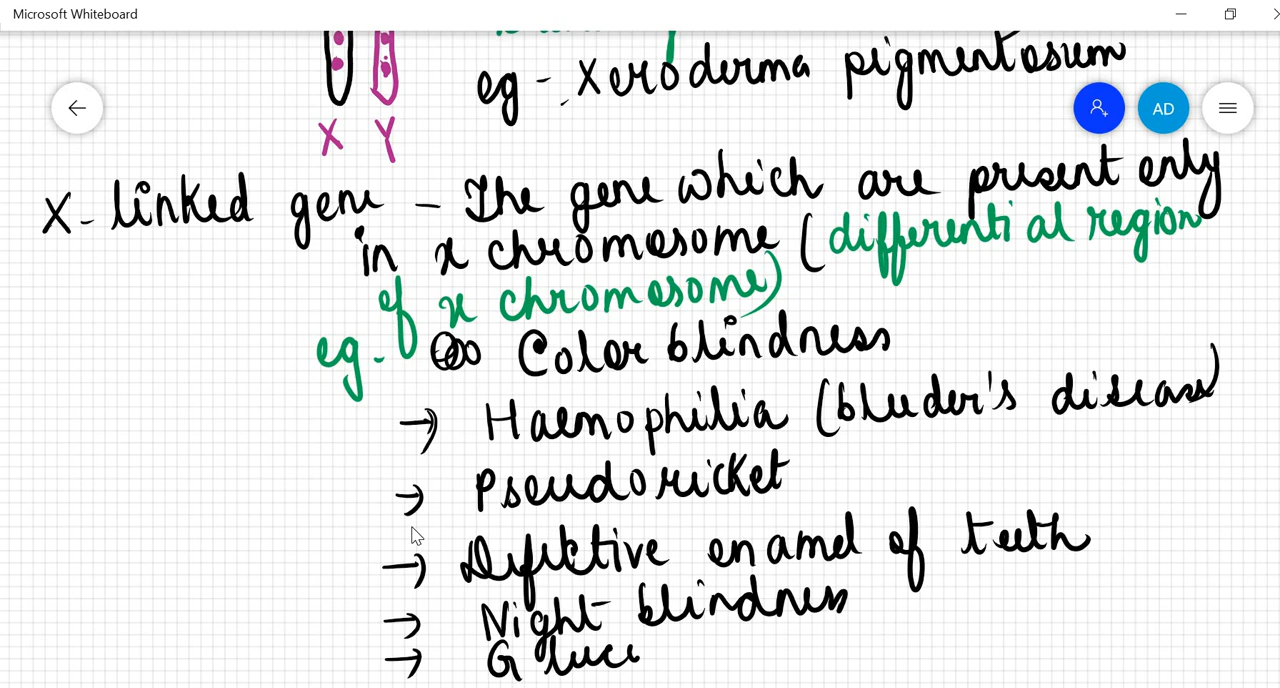 Microsoft Whiteboard
eg - Xeroderma pigmentosum
AD
X Y
X - linked gene - The gene which are present only
in x chromosome (differential region
of x chromosome)
eg - Color blindness
→ Haemophilia (bleeder's disease)
→ Pseudoricket
→ Defektive enamel of teeth
→ Night blindness
→ Gluco